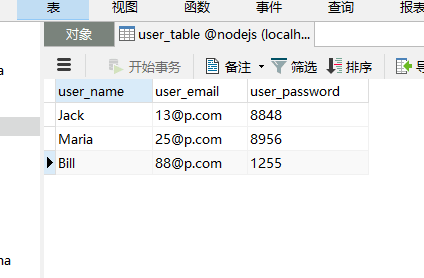 表 视图 函数 事件 查询 报表
对象 user_table @nodejs (localh...
开始事务 备注 筛选 排序
user_name user_email user_password
Jack 13@p.com 8848
Maria 25@p.com 8956
Bill 88@p.com 1255